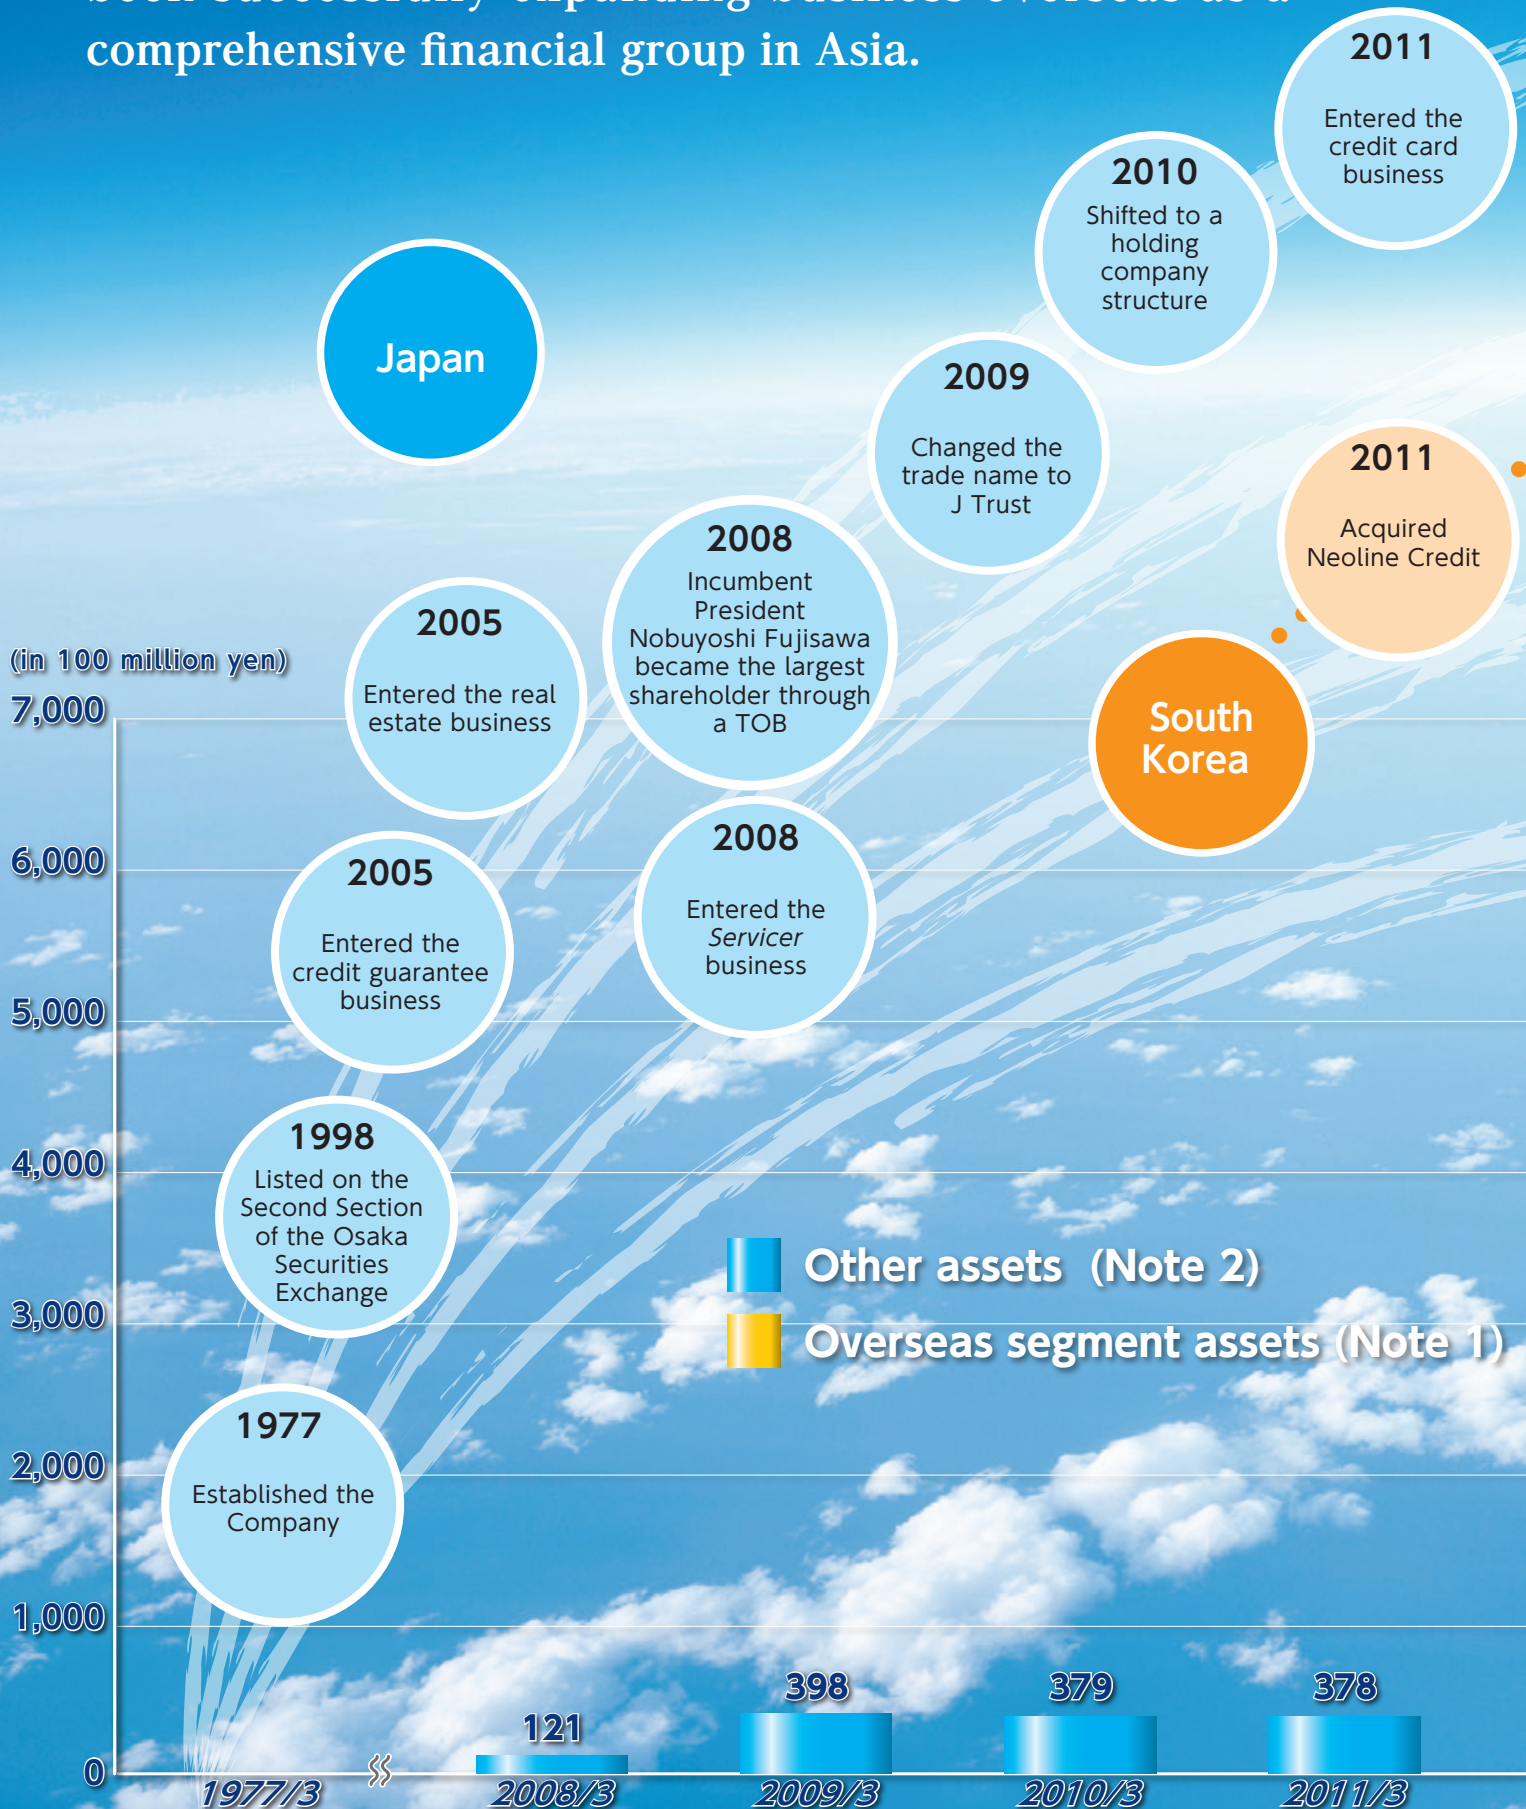 comprehensive financial group in Asia.
2011
Entered the
credit card
business
2010
Shifted to a
holding
company
structure
Japan
2009
Changed the
trade name to
J Trust
2011
Acquired
Neoline Credit
2008
Incumbent
President
Nobuyoshi Fujisawa
became the largest
shareholder through
a TOB
2005
Entered the real
estate business
South
Korea
2008
Entered the
Servicer
business
2005
Entered the
credit guarantee
business
1998
Listed on the
Second Section
of the Osaka
Securities
Exchange
1977
Established the
Company
Other assets (Note 2)
Overseas segment assets (Note 1)
(in 100 million yen)
7,000
6,000
5,000
4,000
3,000
2,000
1,000
0
121
398
379
378
1977/3
2008/3
2009/3
2010/3
2011/3